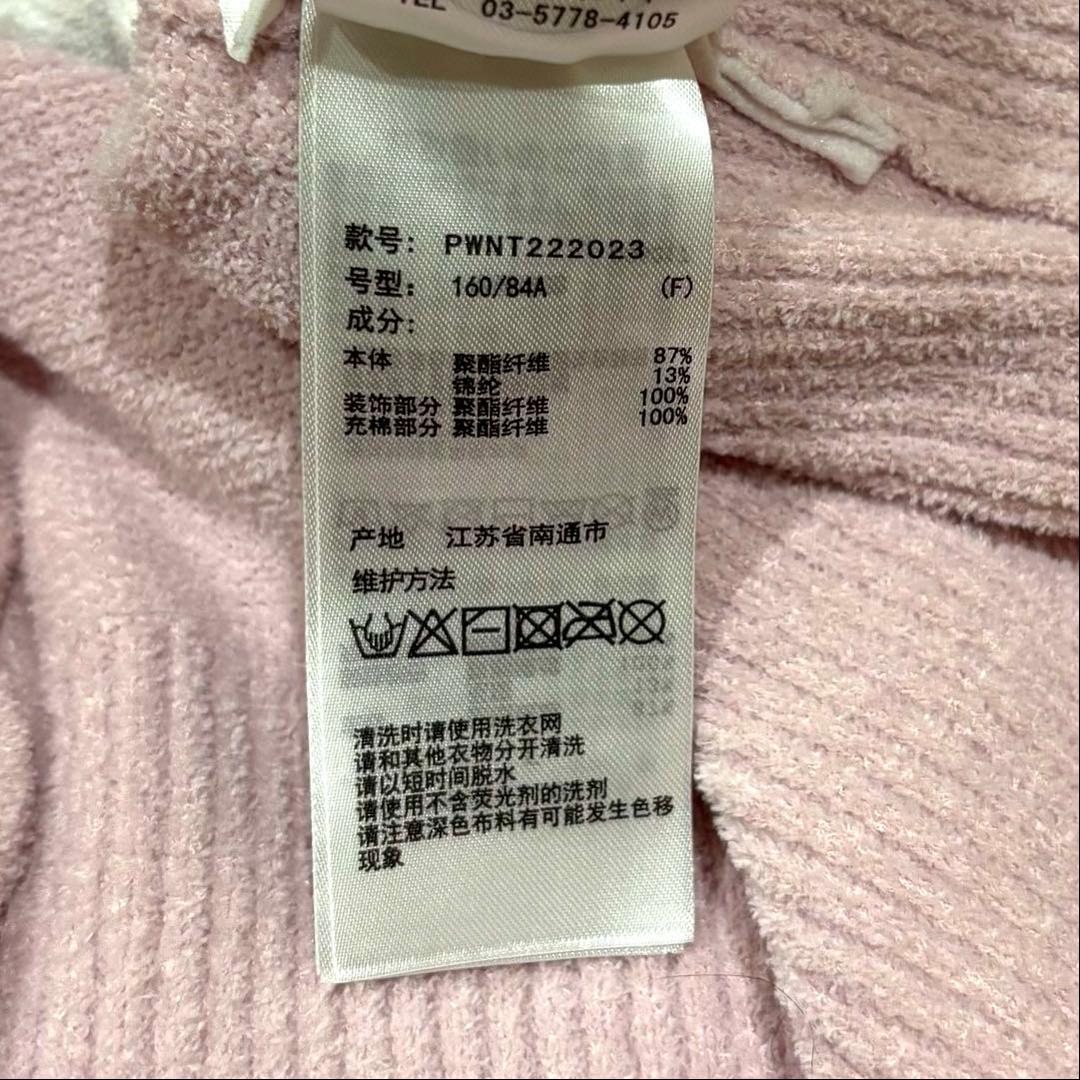 TEL 03-5778-4105
款号: PWNT222023
号型: 160/84A (F)
成分:
本体 聚酯纤维 87%
锦纶 13%
装饰部分 聚酯纤维 100%
充棉部分 聚酯纤维 100%
产地 江苏省南通市
维护方法
清洗时请使用洗衣网
请和其他衣物分开清洗
请以短时间脱水
请使用不含荧光剂的洗剂
请注意深色布料有可能发生色移
现象